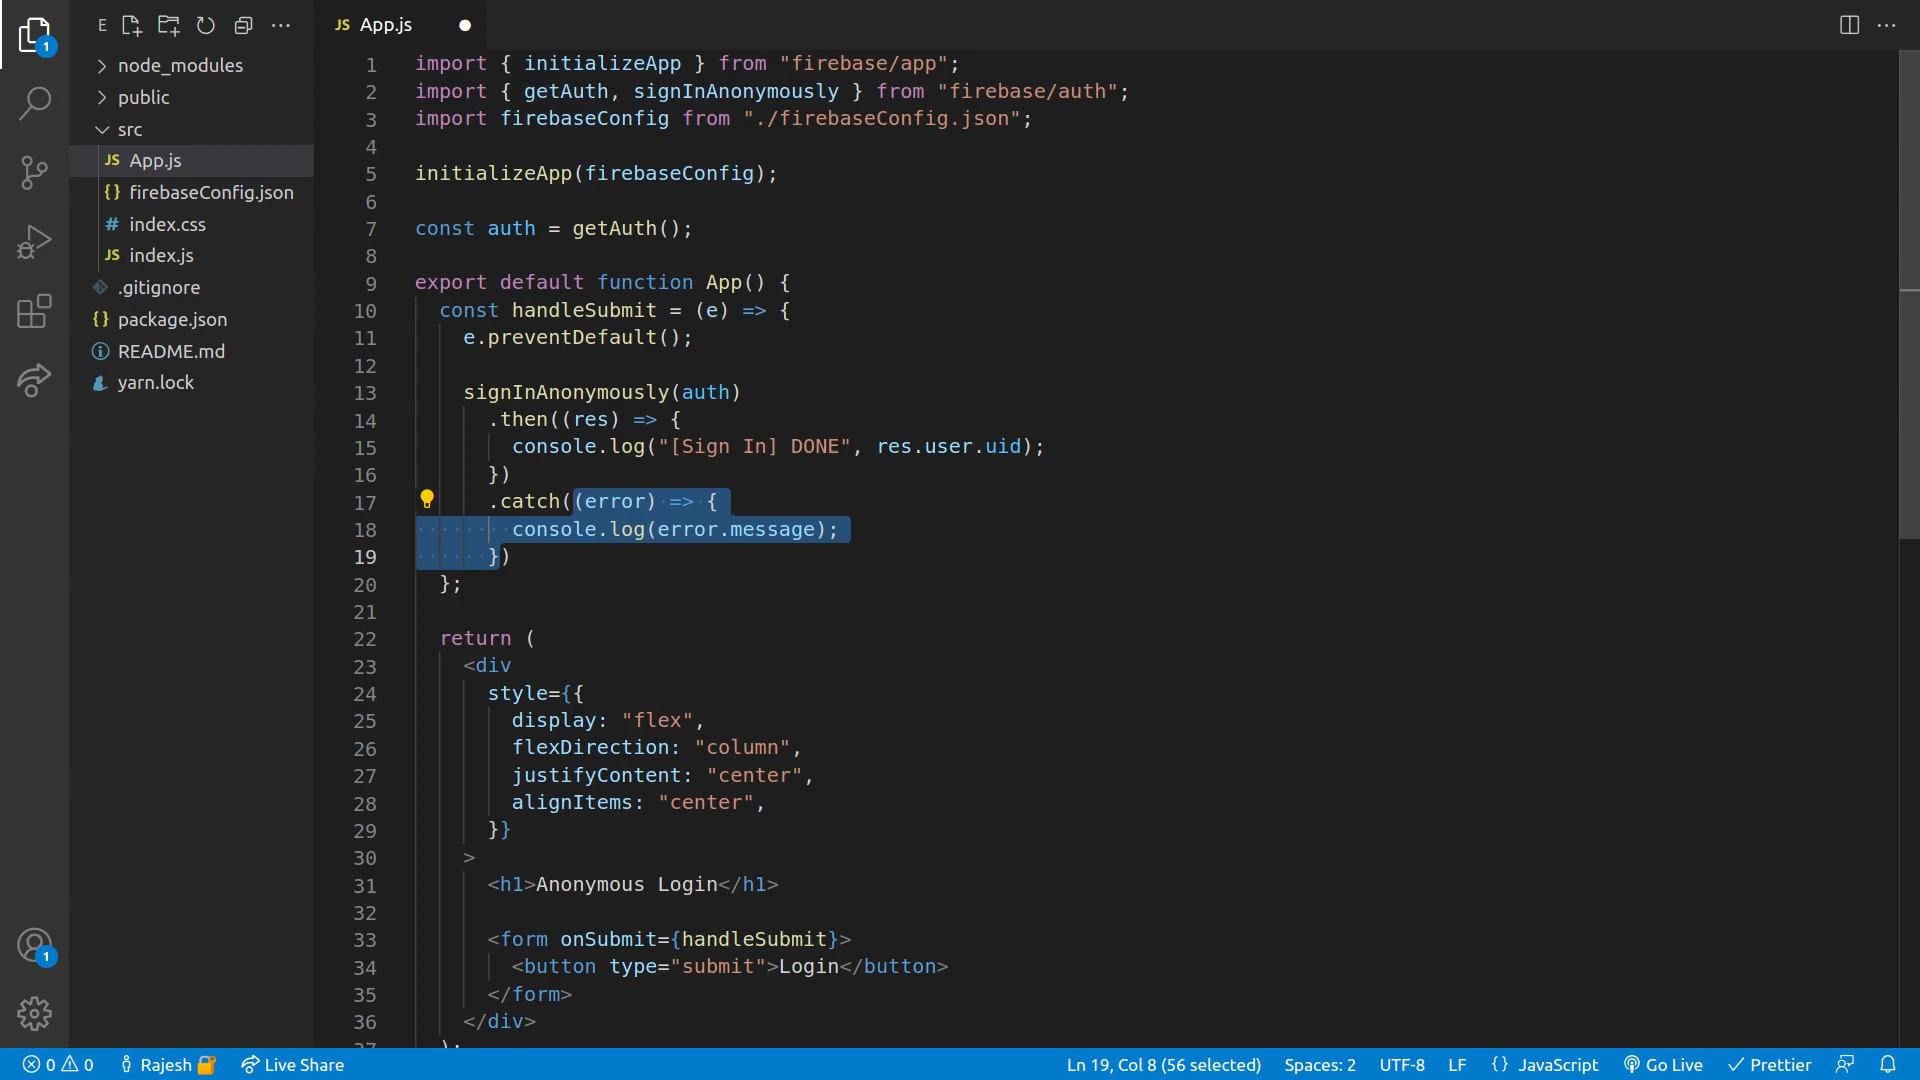 1
E
node_modules
public
src
JS App.js
{} firebaseConfig.json
# index.css
JS index.js
.gitignore
{} package.json
README.md
yarn.lock
1
JS App.js
1 import { initializeApp } from "firebase/app";
2 import { getAuth, signInAnonymously } from "firebase/auth";
3 import firebaseConfig from "./firebaseConfig.json";
4
5 initializeApp(firebaseConfig);
6
7 const auth = getAuth();
8
9 export default function App() {
10 const handleSubmit = (e) => {
11 e.preventDefault();
12
13 signInAnonymously(auth)
14 .then((res) => {
15 console.log("[Sign In] DONE", res.user.uid);
16 })
17 .catch((error) => {
18 console.log(error.message);
19 })
20 };
21
22 return (
23 <div
24 style={{
25 display: "flex",
26 flexDirection: "column",
27 justifyContent: "center",
28 alignItems: "center",
29 }}
30 >
31 <h1>Anonymous Login</h1>
32
33 <form onSubmit={handleSubmit}>
34 <button type="submit">Login</button>
35 </form>
36 </div>
37 );
0 0 Rajesh Live Share Ln 19, Col 8 (56 selected) Spaces: 2 UTF-8 LF {} JavaScript Go Live Prettier